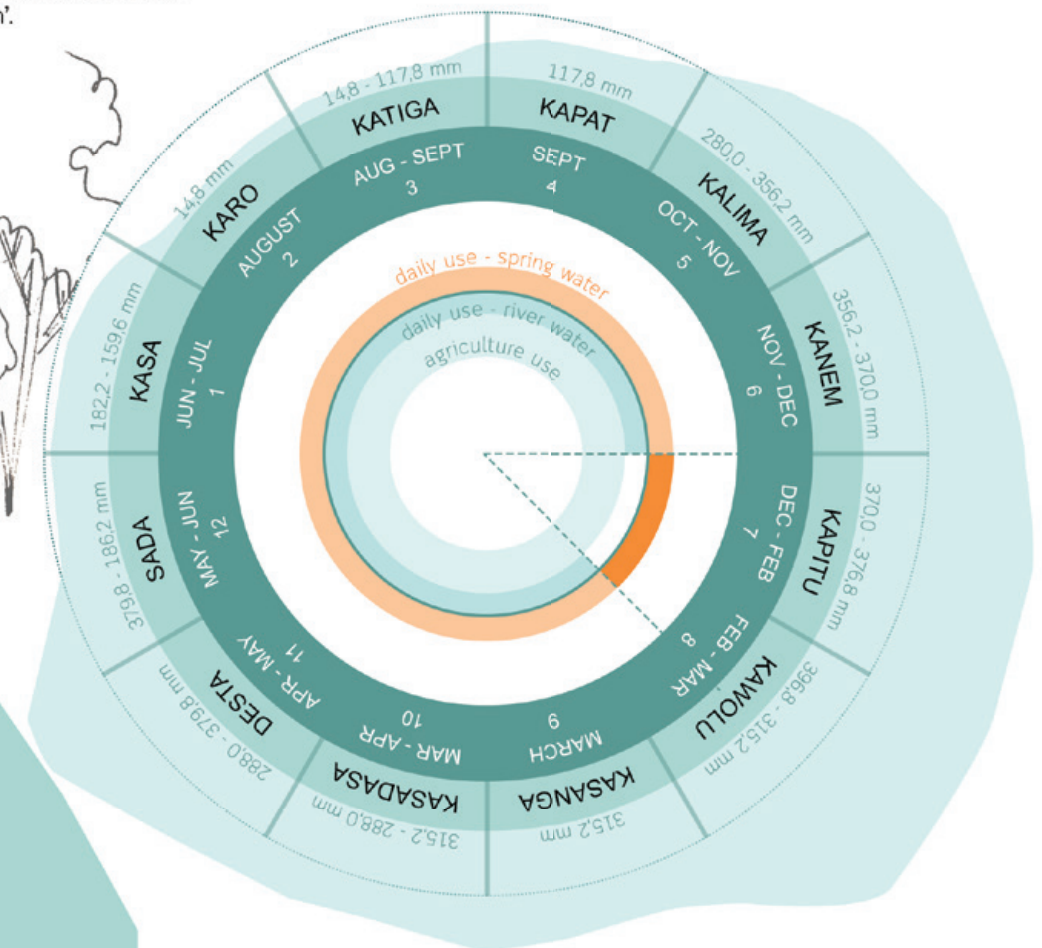 n'.
14,8 - 117,8 mm
KATIGA
AUG - SEPT
3
117,8 mm
KAPAT
SEPT
4
280,0 - 356,2 mm
KALIMA
OCT - NOV
5
356,2 - 370,0 mm
KANEM
NOV - DEC
6
370,0 - 376,8 mm
KAPITU
DEC - FEB
7
396,8 - 315,2 mm
KAWOLU
FEB - MAR
8
315,2 mm
KASANGA
MARCH
9
315,2 - 288,0 mm
KASADASA
MAR - APR
10
288,0 - 379,8 mm
DESTA
APR - MAY
11
379,8 - 186,2 mm
SADA
MAY - JUN
12
182,2 - 159,6 mm
KASA
JUN - JUL
1
14,8 mm
KARO
AUGUST
2
daily use - spring water
daily use - river water
agriculture use